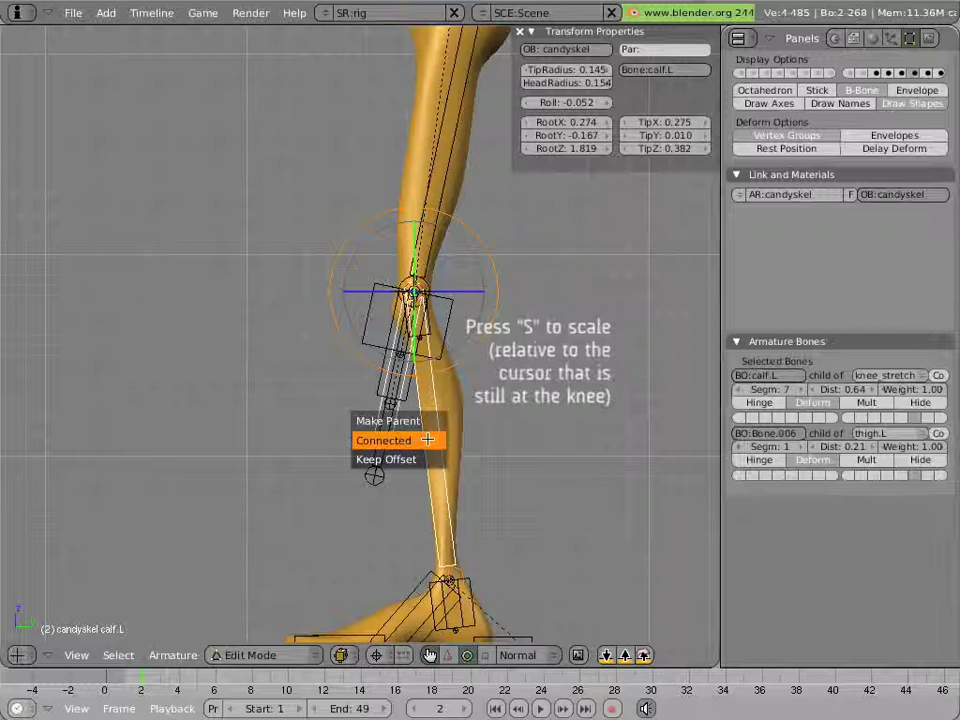 File Add Timeline Game Render Help SR:rig SCE:Scene www.blender.org 244 Ve:4-485 | Bo:2-268 | Mem:11.36M
Transform Properties
OB: candyskel Par:
TipRadius: 0.145 Bone:calf.L
HeadRadius: 0.154
Roll: -0.052
RootX: 0.274 TipX: 0.275
RootY: -0.167 TipY: 0.010
RootZ: 1.819 TipZ: 0.382
Panels
Display Options
Octahedron Stick B-Bone Envelope
Draw Axes Draw Names Draw Shapes
Deform Options
Vertex Groups Envelopes
Rest Position Delay Deform
Link and Materials
AR:candyskel F OB:candyskel
Press "S" to scale
(relative to the
cursor that is
still at the knee)
Make Parent
Connected
Keep Offset
Armature Bones
Selected Bones
BO:calf.L child of knee_stretch Co
Segm: 7 Dist: 0.64 Weight: 1.00
Hinge Deform Mult Hide
BO:Bone.006 child of thigh.L Co
Segm: 1 Dist: 0.21 Weight: 1.00
Hinge Deform Mult Hide
z
(2) candyskel calf.L
View Select Armature Edit Mode Normal
-4 -2 0 2 4 6 8 10 12 14 16 18 20 22 24 26 28 30 32 34 36 38 40 42 44 46
View Frame Playback Pr Start: 1 End: 49 2